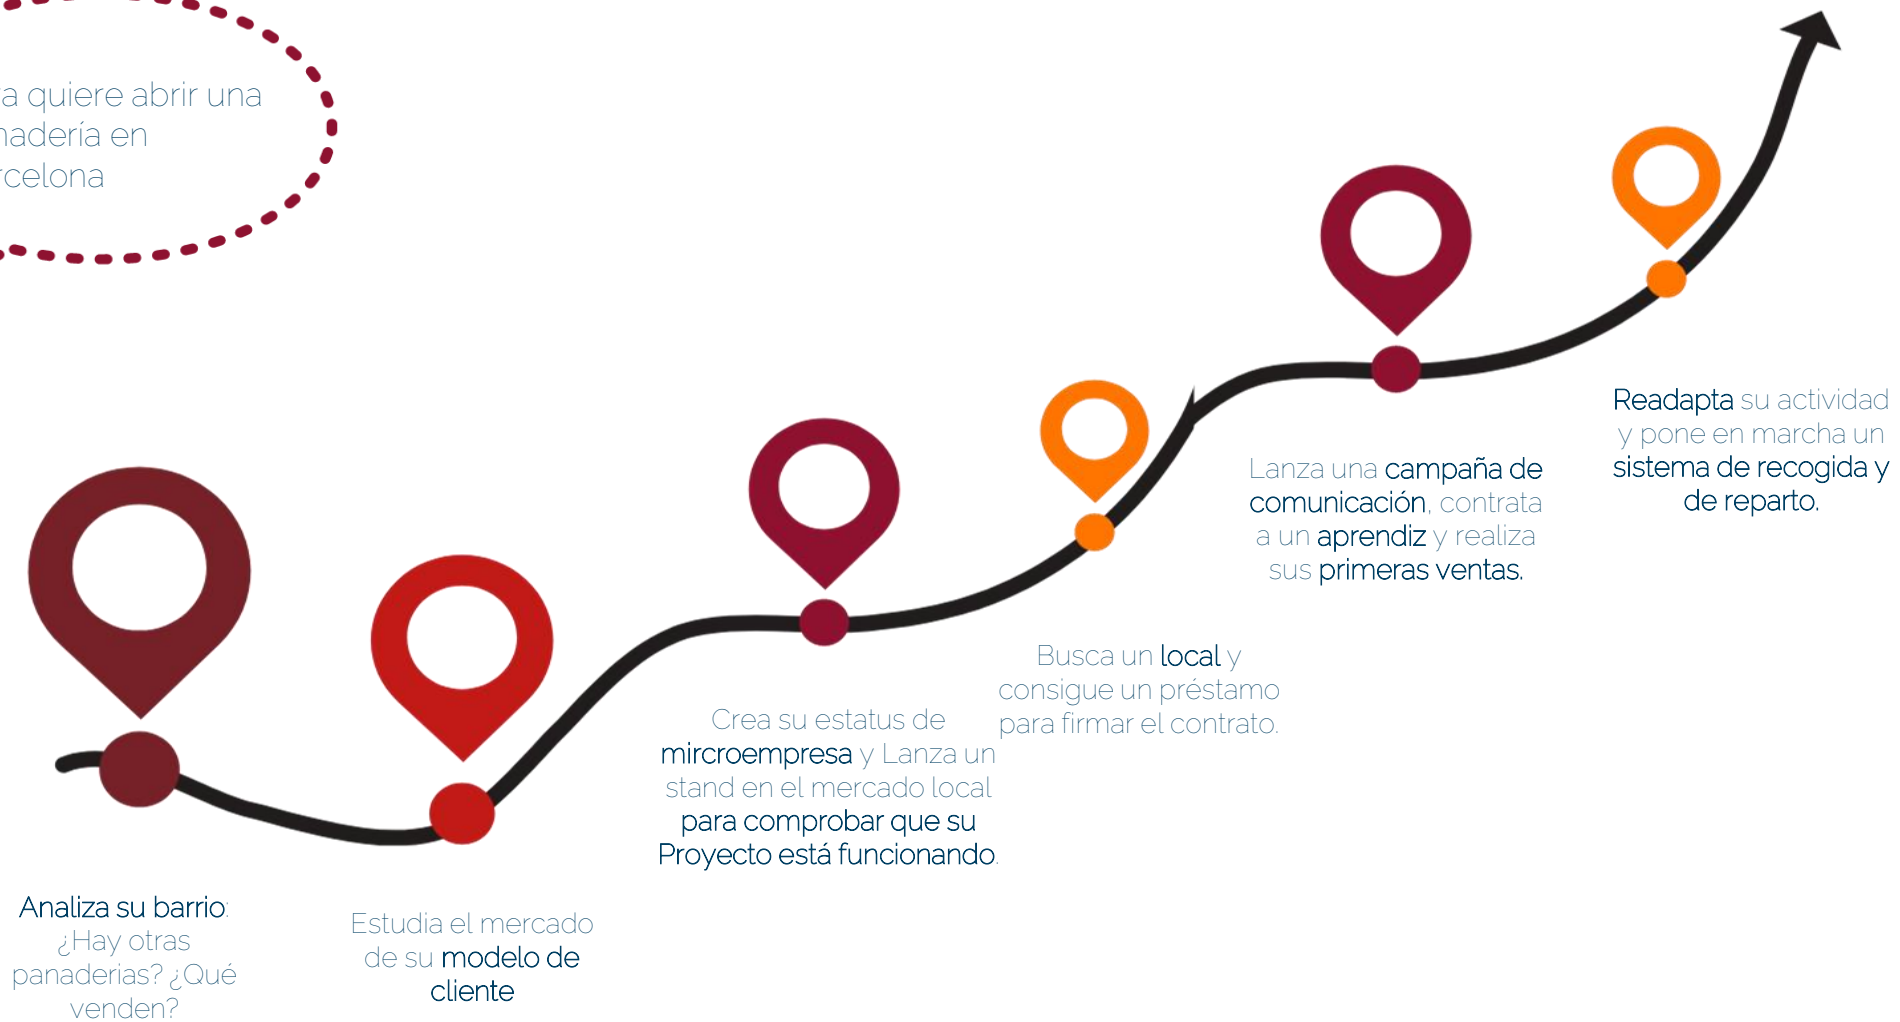 a quiere abrir una
nadería en
rcelona
Analiza su barrio:
¿Hay otras
panaderias? ¿Qué
venden?
Estudia el mercado
de su modelo de
cliente
Crea su estatus de
mircroempresa y Lanza un
stand en el mercado local
para comprobar que su
Proyecto está funcionando.
Busca un local y
consigue un préstamo
para firmar el contrato.
Lanza una campaña de
comunicación, contrata
a un aprendiz y realiza
sus primeras ventas.
Readapta su actividad
y pone en marcha un
sistema de recogida y
de reparto.